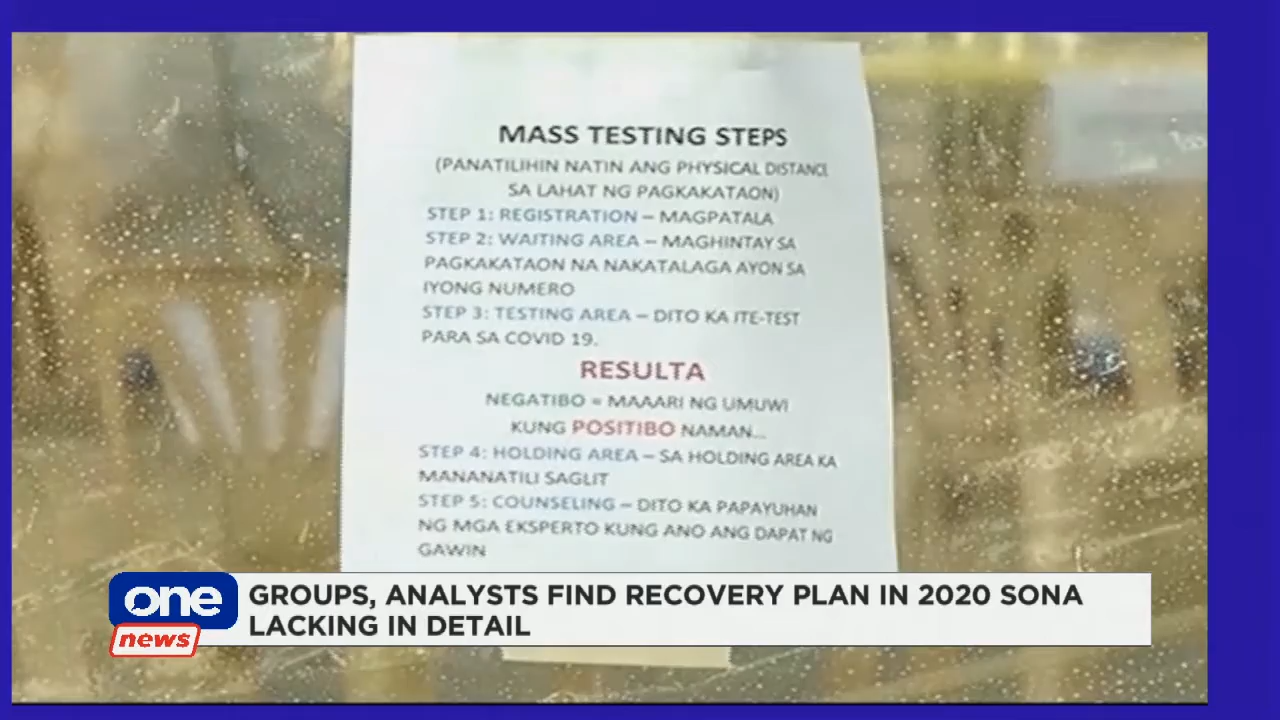 MASS TESTING STEPS
(PANATILIHIN NATIN ANG PHYSICAL DISTANCE
SA LAHAT NG PAGKAKATAON)
STEP 1: REGISTRATION – MAGPATALA
STEP 2: WAITING AREA – MAGHINTAY SA
PAGKAKATAON NA NAKATALAGA AYON SA
IYONG NUMERO
STEP 3: TESTING AREA – DITO KA ITE-TEST
PARA SA COVID 19.
RESULTA
NEGATIBO = MAAARI NG UMUWI
KUNG POSITIBO NAMAN...
STEP 4: HOLDING AREA – SA HOLDING AREA KA
MANANATILI SAGLIT
STEP 5: COUNSELING – DITO KA PAPAYUHAN
NG MGA EKSPERTO KUNG ANO ANG DAPAT NG
GAWIN
one
news
GROUPS, ANALYSTS FIND RECOVERY PLAN IN 2020 SONA
LACKING IN DETAIL